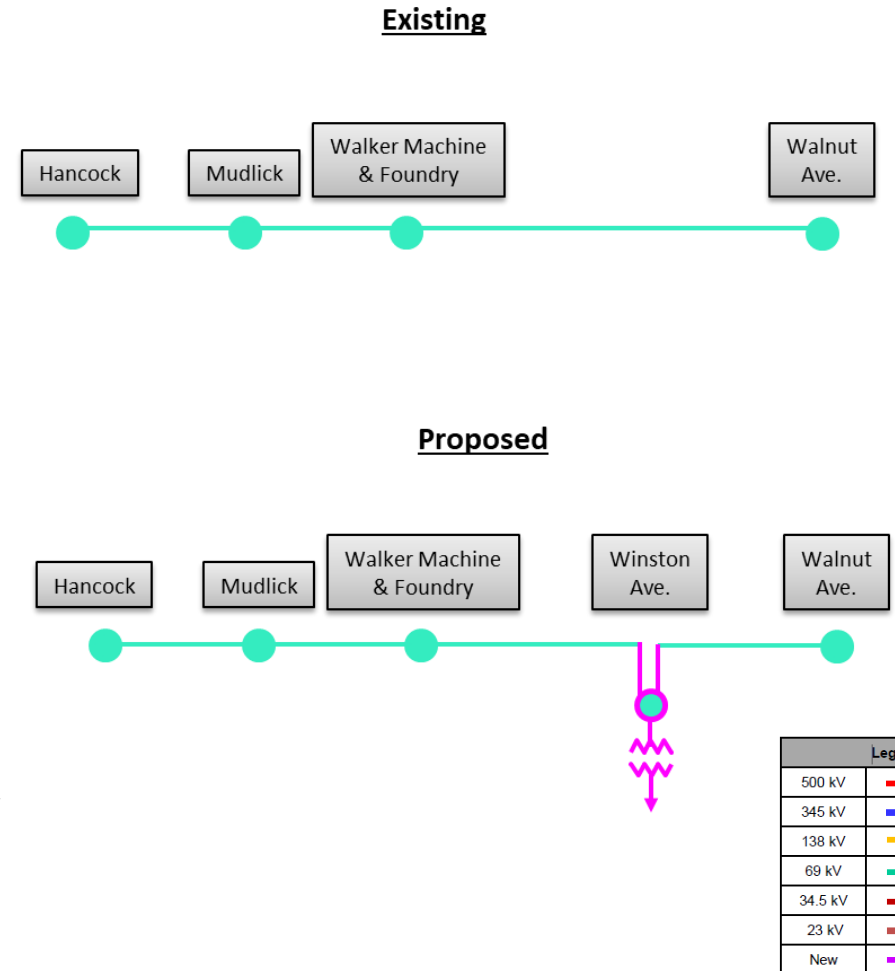 Existing
Hancock
Mudlick
Walker Machine
& Foundry
Walnut
Ave.
Proposed
Hancock
Mudlick
Walker Machine
& Foundry
Winston
Ave.
Walnut
Ave.
Leg
500 kV
345 kV
138 kV
69 kV
34.5 kV
23 kV
New